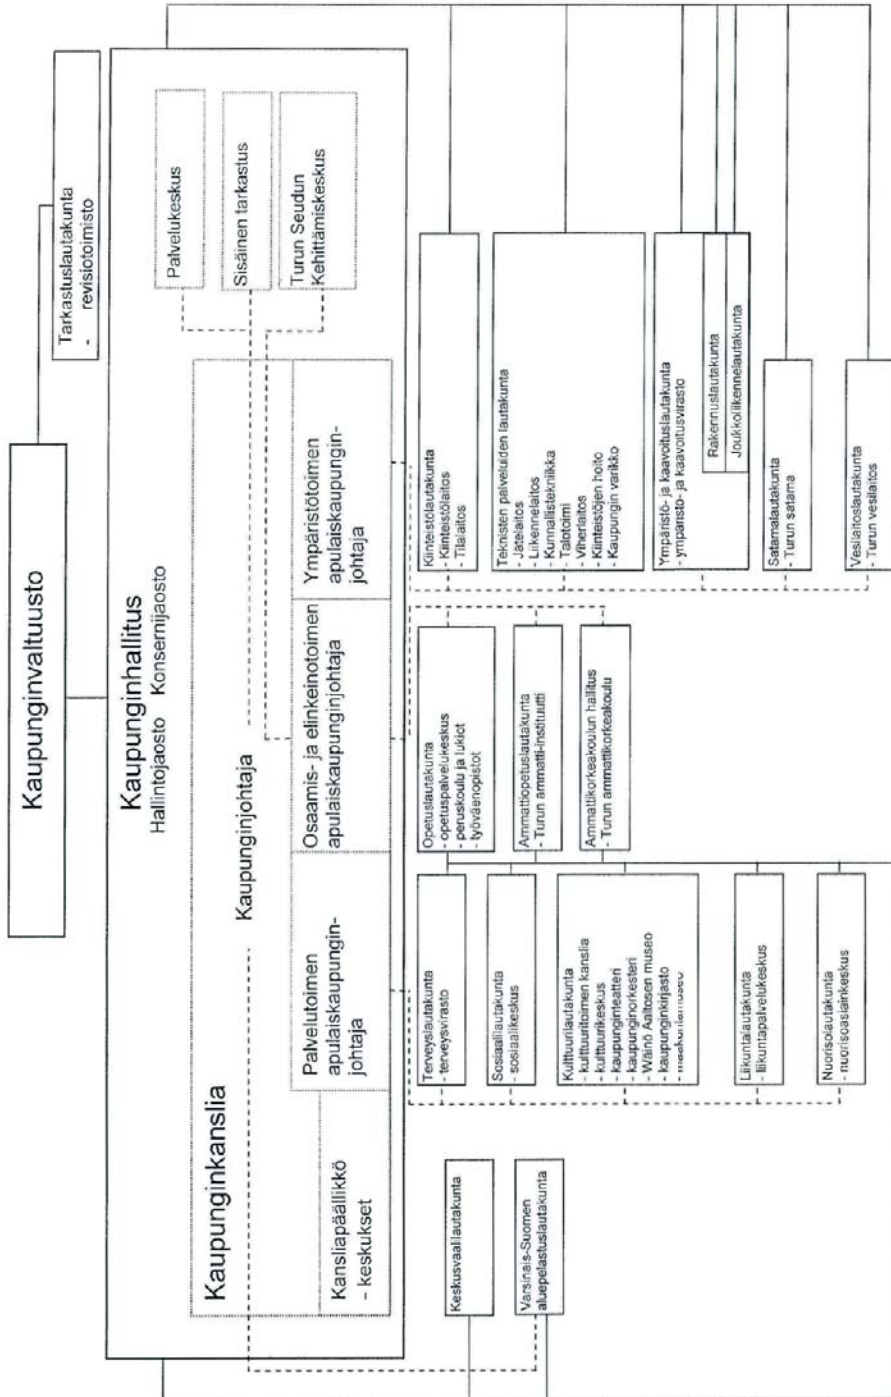 Kaupunginvaltuusto
Tarkastuslautakunta
- revisiotoimisto
Kaupunginhallitus
Hallintojaosto Konsernijaosto
Kaupunginkanslia
Kaupunginjohtaja
Palvelukeskus
Sisäinen tarkastus
Turun Seudun
Kehittämiskeskus
Kansliapäällikkö
– keskukset
Palvelutoimen
apulaiskaupungin-
johtaja
Osaamis- ja elinkeinotoimen
apulaiskaupunginjohtaja
Ympäristötoimen
apulaiskaupungin-
johtaja
Keskusvaalilautakunta
Varsinais-Suomen
aluepelastuslautakunta
Terveyslautakunta
- terveysvirasto
Sosiaalilautakunta
- sosiaalikeskus
Kulttuurilautakunta
- kulttuuritoimen kanslia
- kulttuurikeskus
- kaupunginteatteri
- kaupunginorkesteri
- Wäinö Aaltosen museo
- kaupunginkirjasto
- maakuntamuseo
Liikuntalautakunta
- liikuntapalvelukeskus
Nuorisolautakunta
- nuorisoasiainkeskus
Opetuslautakunta
- opetuspalvelukeskus
- peruskoulu ja lukiot
- työväenopistot
Ammattiopetuslautakunta
- Turun ammatti-instituutti
Ammattikorkeakoulun hallitus
- Turun ammattikorkeakoulu
Kiinteistölautakunta
- Kiinteistölaitos
- Tilalaitos
Teknisten palveluiden lautakunta
- Jätelaitos
- Liikennelaitos
- Kunnallistekniikka
- Talotoimi
- Viherlaitos
- Kiinteistöjen hoito
- Kaupungin varikko
Ympäristö- ja kaavoituslautakunta
- ympäristö- ja kaavoitusvirasto
Rakennuslautakunta
Joukkoliikennelautakunta
Satamalautakunta
- Turun satama
Vesilaitoslautakunta
- Turun vesilaitos